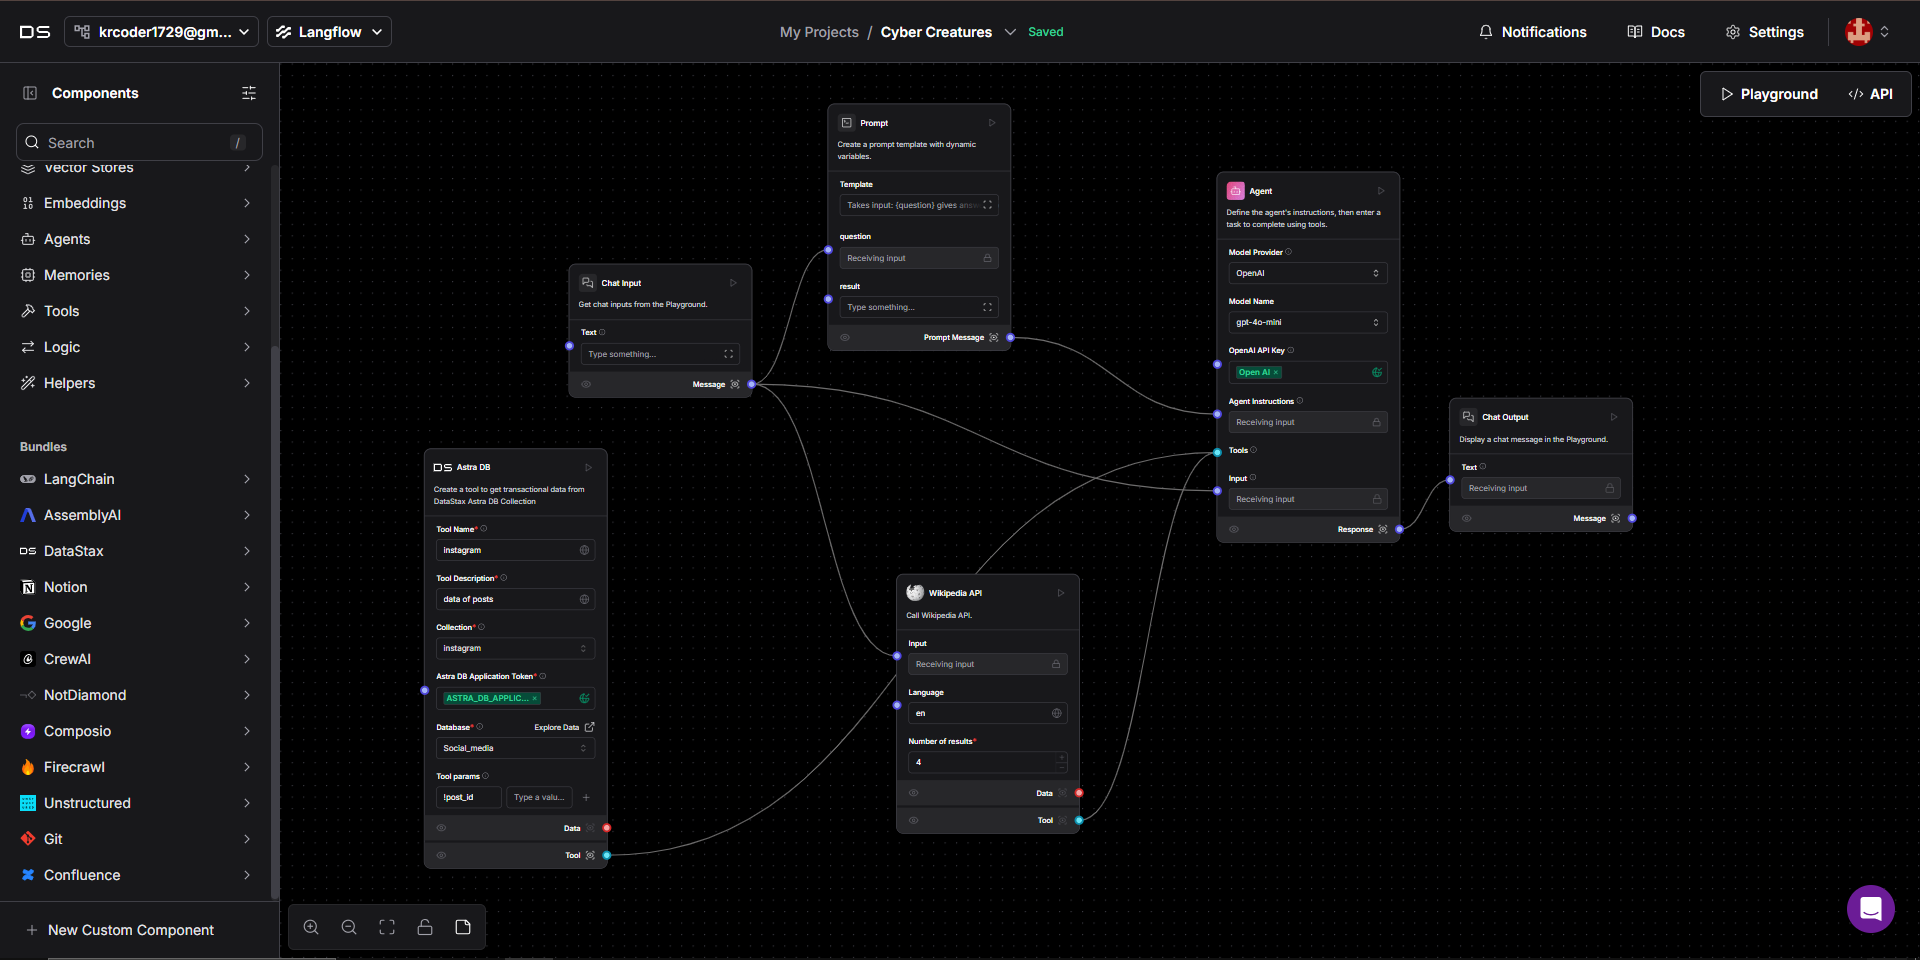 DS
krcoder1729@gm...
Langflow
My Projects / Cyber Creatures
Saved
Notifications
Docs
Settings
Components
Search
/
Vector Stores
Embeddings
Agents
Memories
Tools
Logic
Helpers
Bundles
LangChain
AssemblyAI
DataStax
Notion
Google
CrewAI
NotDiamond
Composio
Firecrawl
Unstructured
Git
Confluence
New Custom Component
Playground
API
Prompt
Create a prompt template with dynamic
variables.
Template
Takes input: {question} gives answ
question
Receiving input
result
Type something...
Prompt Message
Chat Input
Get chat inputs from the Playground.
Text
Type something...
Message
DS Astra DB
Create a tool to get transactional data from
DataStax Astra DB Collection
Tool Name*
instagram
Tool Description*
data of posts
Collection*
instagram
Astra DB Application Token*
ASTRA_DB_APPLIC... ×
Database*
Explore Data
Social_media
Tool params
!post_id
Type a valu...
Data
Tool
Wikipedia API
Call Wikipedia API.
Input
Receiving input
Language
en
Number of results*
4
Data
Tool
Agent
Define the agent's instructions, then enter a
task to complete using tools.
Model Provider
OpenAI
Model Name
gpt-4o-mini
OpenAI API Key
Open AI ×
Agent Instructions
Receiving input
Tools
Input
Receiving input
Response
Chat Output
Display a chat message in the Playground.
Text
Receiving input
Message